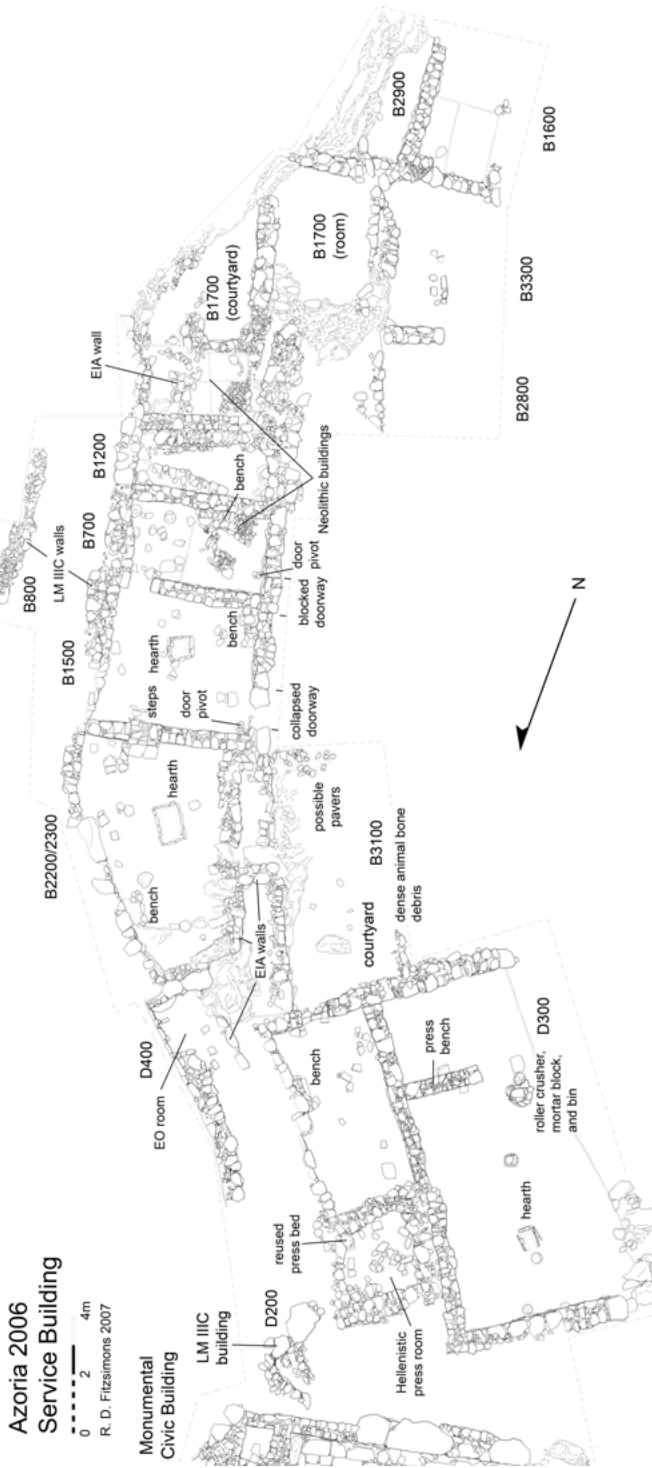 Azoria 2006
Service Building
0 2 4m
R. D. Fitzsimons 2007
Monumental
Civic Building
LM IIIC
building
D200
EO room
D400
EIA walls
reused
press bed
Hellenistic
press room
bench
press
bench
hearth
roller crusher,
mortar block,
and bin
D300
courtyard
dense animal bone
debris
B3100
possible
pavers
B2200/2300
bench
hearth
steps
door
pivot
collapsed
doorway
B1500
hearth
bench
blocked
doorway
door
pivot
B800
LM IIIC walls
B700
B1200
bench
Neolithic buildings
EIA wall
B1700
(courtyard)
B1700
(room)
B2900
B1600
B3300
B2800
N